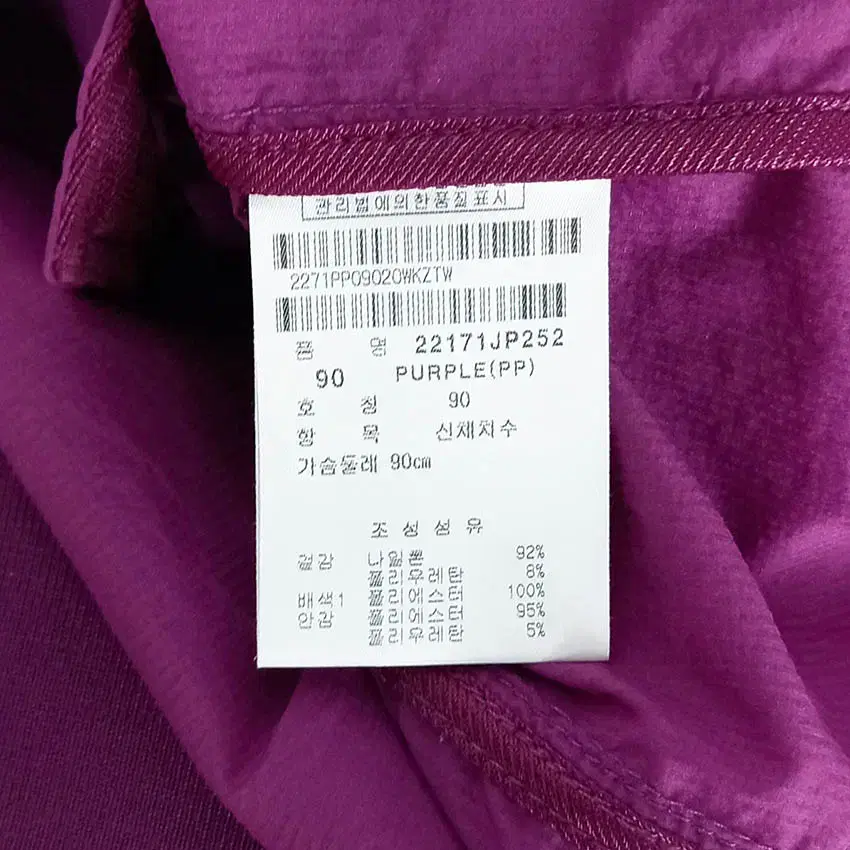 관리법에의한품질표시
2271PP09020WKZTW
품 명 22171JP252
90 PURPLE(PP)
호 칭 90
항 목 신체치수
가슴둘레 90cm
조성섬유
겉감 나일론 92%
폴리우레탄 8%
배색1 폴리에스터 100%
안감 폴리에스터 95%
폴리우레탄 5%